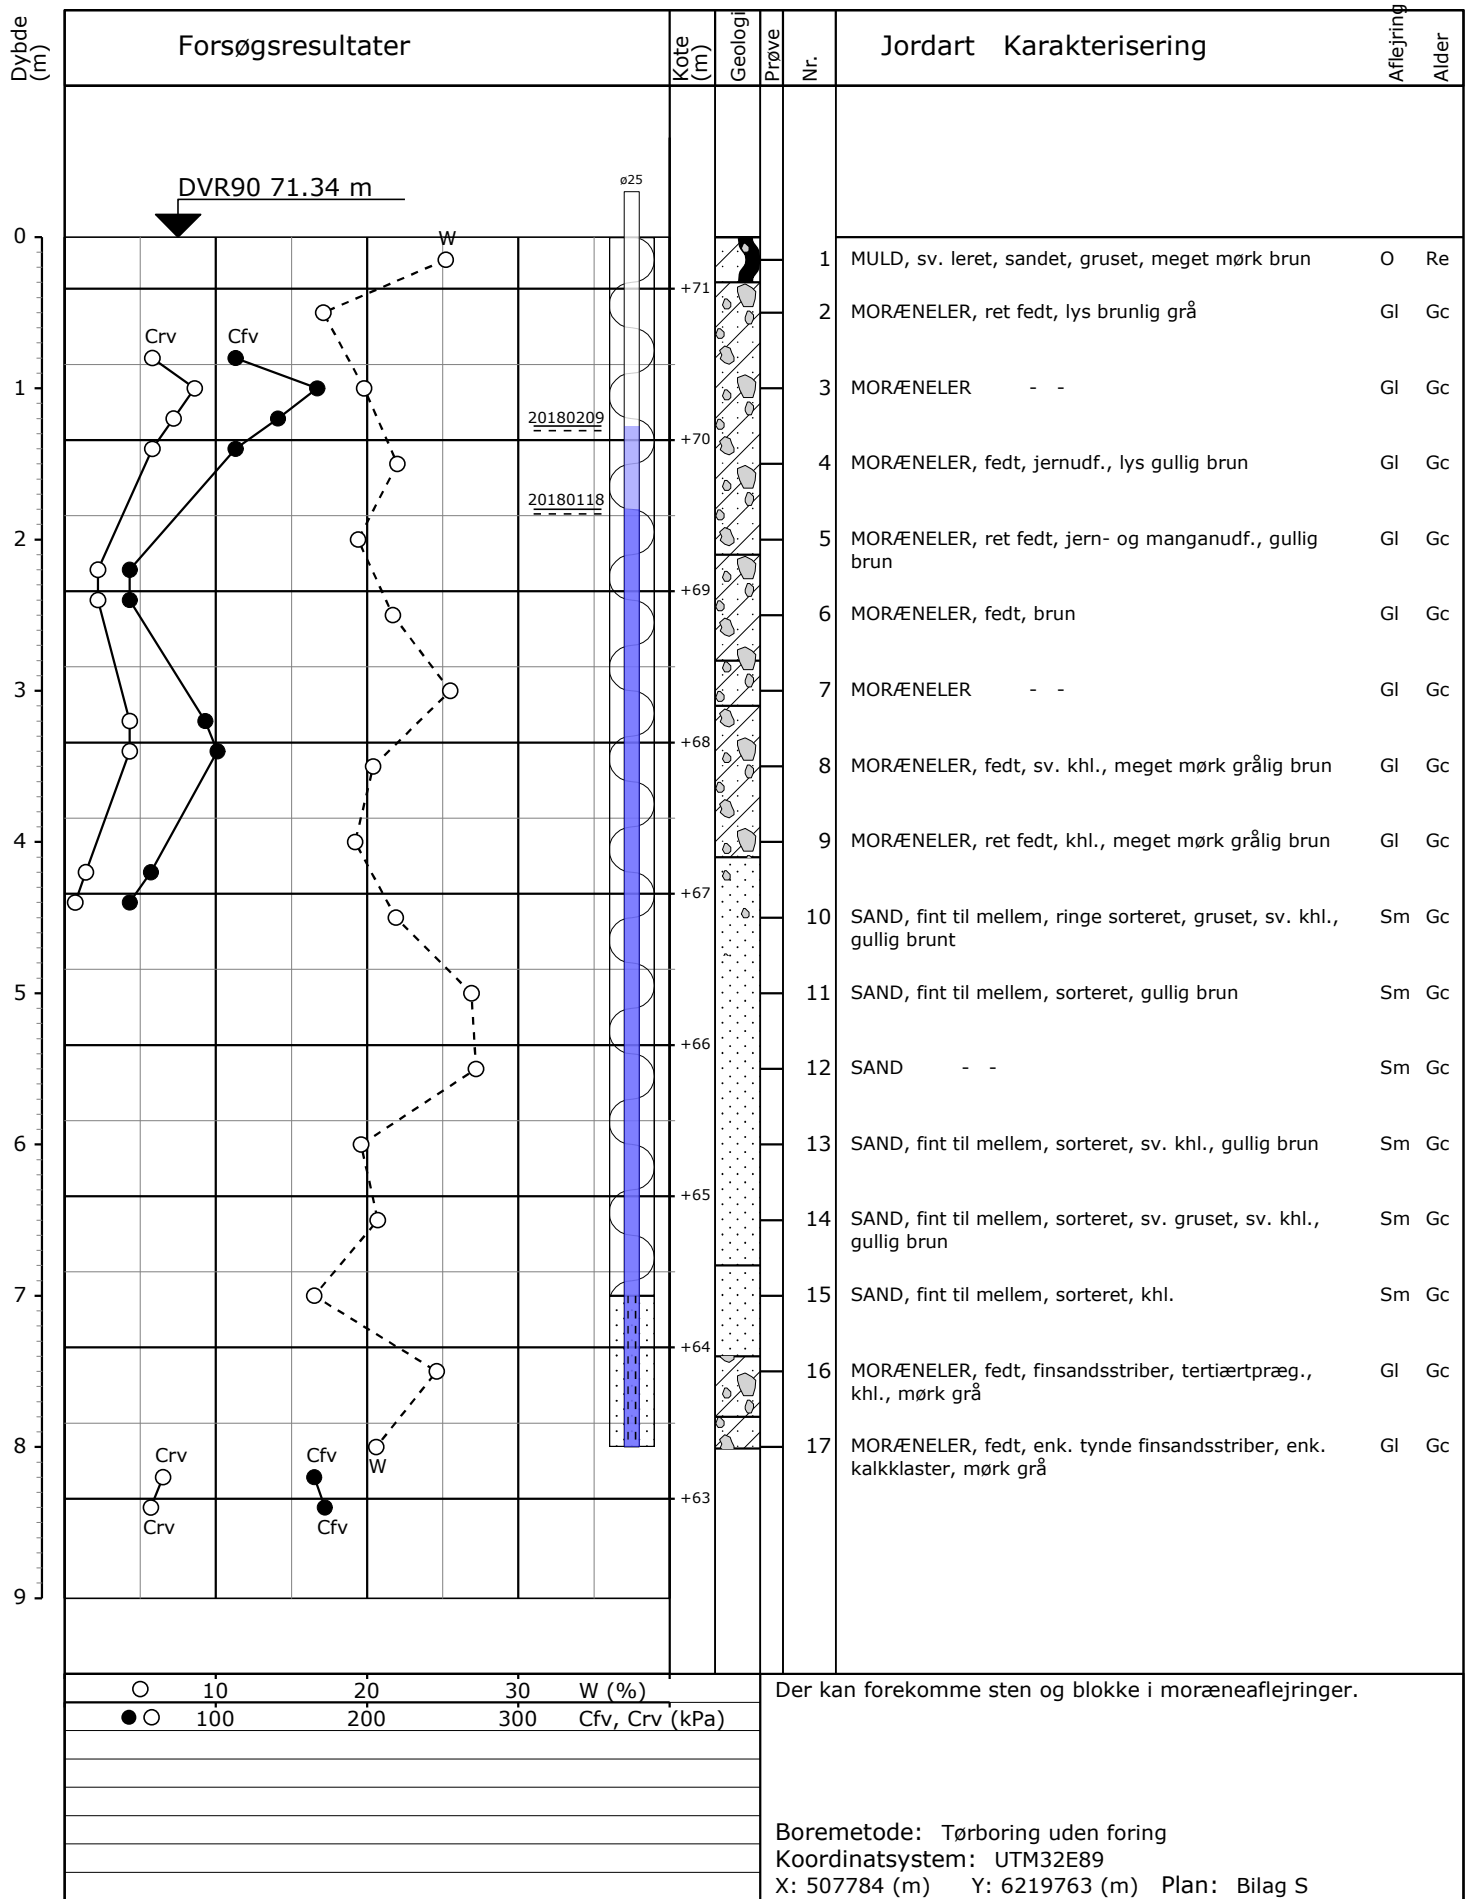 Dybde (m)
Forsøgsresultater
Kote (m)
Geologi
Prøve
Nr.
Jordart Karakterisering
Aflejring
Alder
DVR90 71.34 m
ø25
0
W
1 MULD, sv. leret, sandet, gruset, meget mørk brun O Re
+71
2 MORÆNELER, ret fedt, lys brunlig grå Gl Gc
Crv Cfv
1
3 MORÆNELER - - Gl Gc
20180209
+70
4 MORÆNELER, fedt, jernudf., lys gullig brun Gl Gc
20180118
2
5 MORÆNELER, ret fedt, jern- og manganudf., gullig Gl Gc
brun
+69
6 MORÆNELER, fedt, brun Gl Gc
3
7 MORÆNELER - - Gl Gc
+68
8 MORÆNELER, fedt, sv. khl., meget mørk grålig brun Gl Gc
4
9 MORÆNELER, ret fedt, khl., meget mørk grålig brun Gl Gc
+67
10 SAND, fint til mellem, ringe sorteret, gruset, sv. khl., Sm Gc
gullig brunt
5
11 SAND, fint til mellem, sorteret, gullig brun Sm Gc
+66
12 SAND - - Sm Gc
6
13 SAND, fint til mellem, sorteret, sv. khl., gullig brun Sm Gc
+65
14 SAND, fint til mellem, sorteret, sv. gruset, sv. khl., Sm Gc
gullig brun
7
15 SAND, fint til mellem, sorteret, khl. Sm Gc
+64
16 MORÆNELER, fedt, finsandsstriber, tertiærtpræg., Gl Gc
khl., mørk grå
8
17 MORÆNELER, fedt, enk. tynde finsandsstriber, enk. Gl Gc
kalkklaster, mørk grå
Crv Cfv W
+63
Crv Cfv
9
10 20 30 W (%)
100 200 300 Cfv, Crv (kPa)
Der kan forekomme sten og blokke i moræneaflejringer.
Boremetode: Tørboring uden foring
Koordinatsystem: UTM32E89
X: 507784 (m) Y: 6219763 (m) Plan: Bilag S